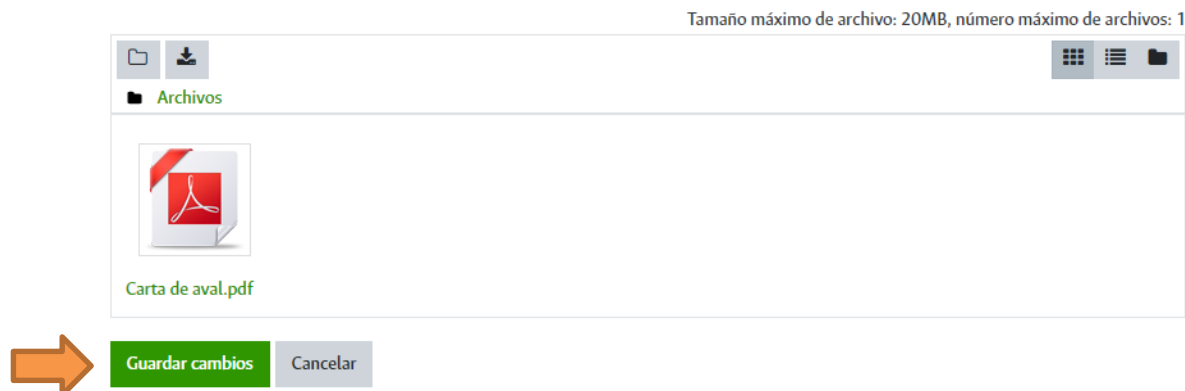 Tamaño máximo de archivo: 20MB, número máximo de archivos: 1
Archivos
Carta de aval.pdf
Guardar cambios Cancelar